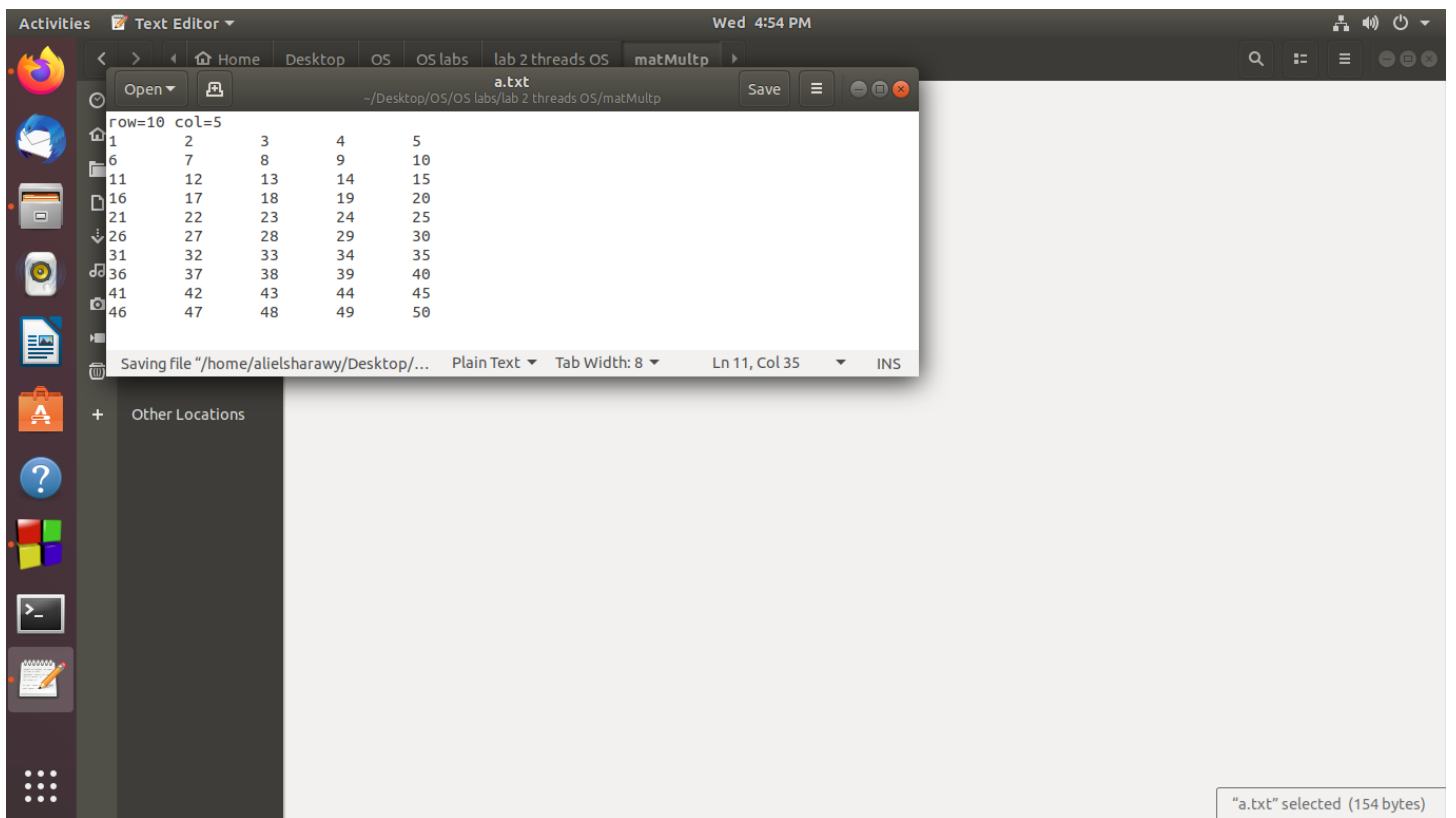 Activities Text Editor Wed 4:54 PM
Home Desktop OS OS labs lab 2 threads OS matMultp
Open a.txt Save
~/Desktop/OS/OS labs/lab 2 threads OS/matMultp
row=10 col=5
1 2 3 4 5
6 7 8 9 10
11 12 13 14 15
16 17 18 19 20
21 22 23 24 25
26 27 28 29 30
31 32 33 34 35
36 37 38 39 40
41 42 43 44 45
46 47 48 49 50
Saving file “/home/alielsharawy/Desktop/... Plain Text Tab Width: 8 Ln 11, Col 35 INS
+ Other Locations
“a.txt” selected (154 bytes)